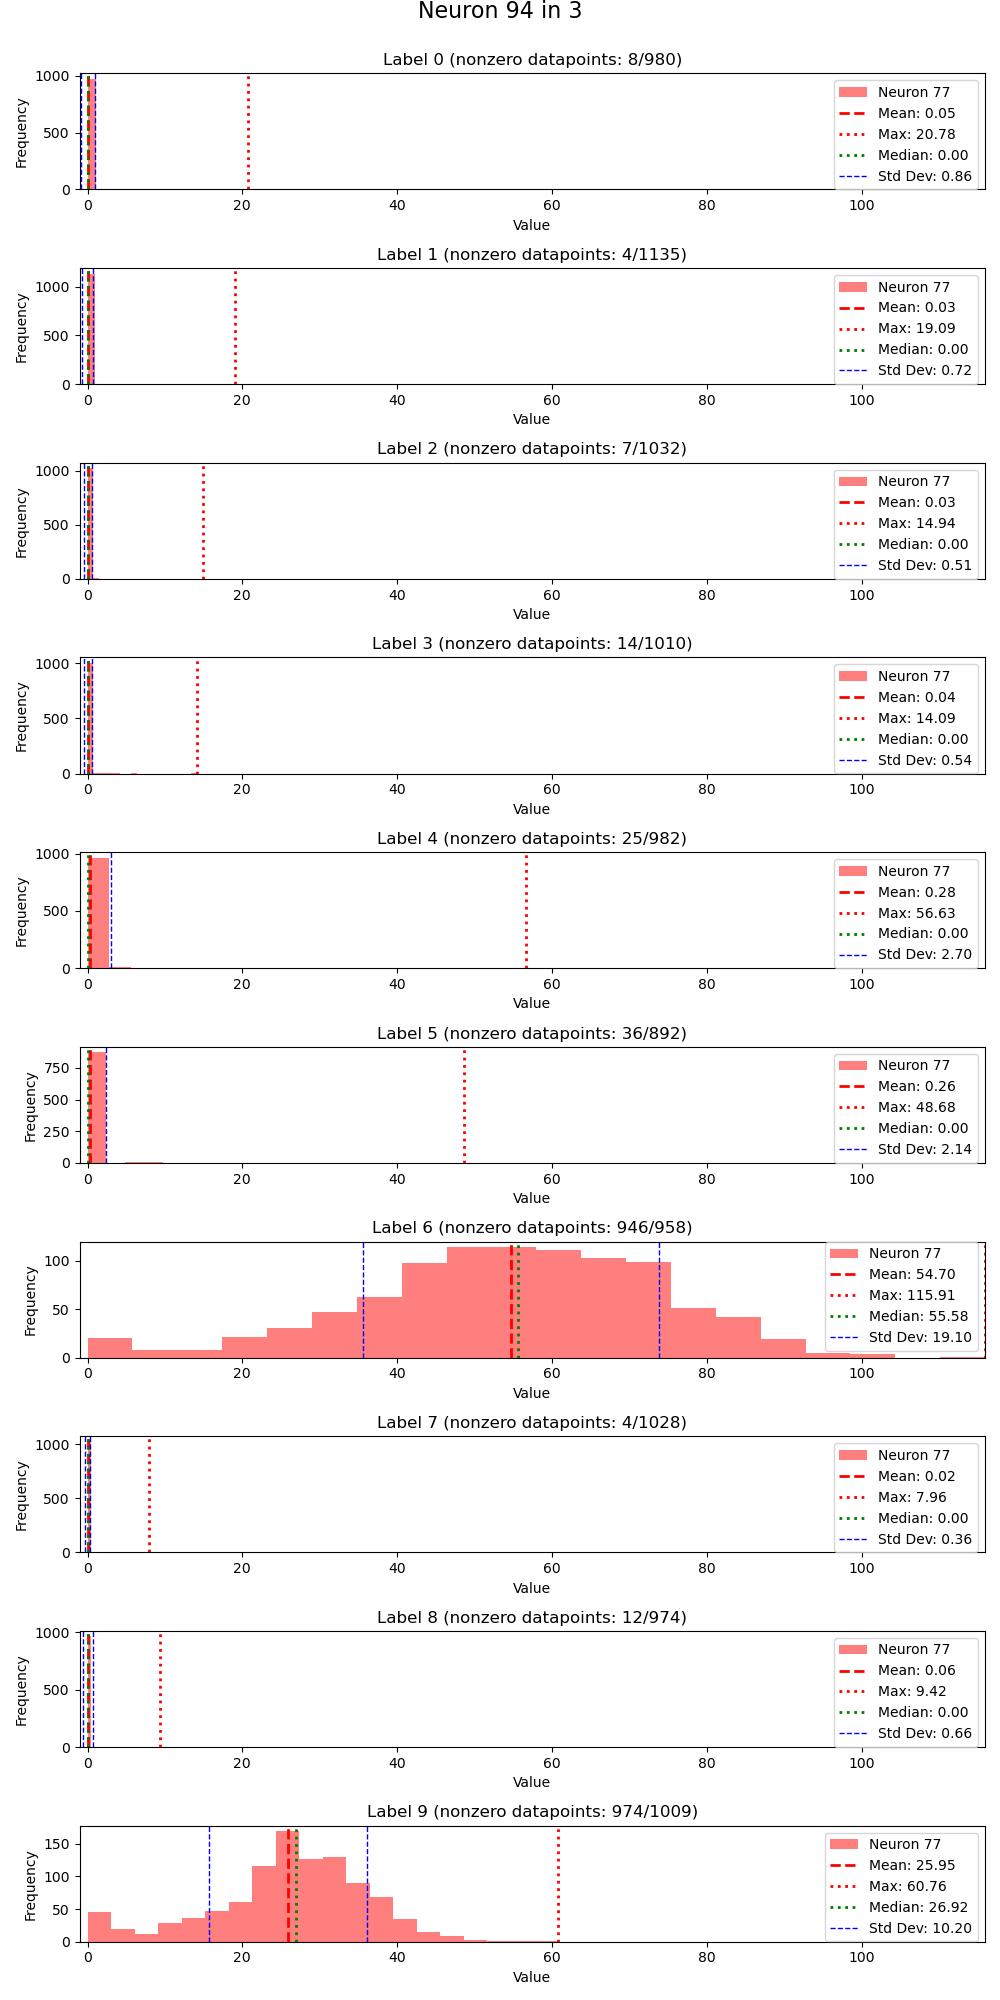 Neuron 94 in 3
Label 0 (nonzero datapoints: 8/980)
1000
500
0
Frequency
Neuron 77
Mean: 0.05
Max: 20.78
Median: 0.00
Std Dev: 0.86
0 20 40 60 80 100
Value
Label 1 (nonzero datapoints: 4/1135)
1000
500
0
Frequency
Neuron 77
Mean: 0.03
Max: 19.09
Median: 0.00
Std Dev: 0.72
0 20 40 60 80 100
Value
Label 2 (nonzero datapoints: 7/1032)
1000
500
0
Frequency
Neuron 77
Mean: 0.03
Max: 14.94
Median: 0.00
Std Dev: 0.51
0 20 40 60 80 100
Value
Label 3 (nonzero datapoints: 14/1010)
1000
500
0
Frequency
Neuron 77
Mean: 0.04
Max: 14.09
Median: 0.00
Std Dev: 0.54
0 20 40 60 80 100
Value
Label 4 (nonzero datapoints: 25/982)
1000
500
0
Frequency
Neuron 77
Mean: 0.28
Max: 56.63
Median: 0.00
Std Dev: 2.70
0 20 40 60 80 100
Value
Label 5 (nonzero datapoints: 36/892)
750
500
250
0
Frequency
Neuron 77
Mean: 0.26
Max: 48.68
Median: 0.00
Std Dev: 2.14
0 20 40 60 80 100
Value
Label 6 (nonzero datapoints: 946/958)
100
50
0
Frequency
Neuron 77
Mean: 54.70
Max: 115.91
Median: 55.58
Std Dev: 19.10
0 20 40 60 80 100
Value
Label 7 (nonzero datapoints: 4/1028)
1000
500
0
Frequency
Neuron 77
Mean: 0.02
Max: 7.96
Median: 0.00
Std Dev: 0.36
0 20 40 60 80 100
Value
Label 8 (nonzero datapoints: 12/974)
1000
500
0
Frequency
Neuron 77
Mean: 0.06
Max: 9.42
Median: 0.00
Std Dev: 0.66
0 20 40 60 80 100
Value
Label 9 (nonzero datapoints: 974/1009)
150
100
50
0
Frequency
Neuron 77
Mean: 25.95
Max: 60.76
Median: 26.92
Std Dev: 10.20
0 20 40 60 80 100
Value